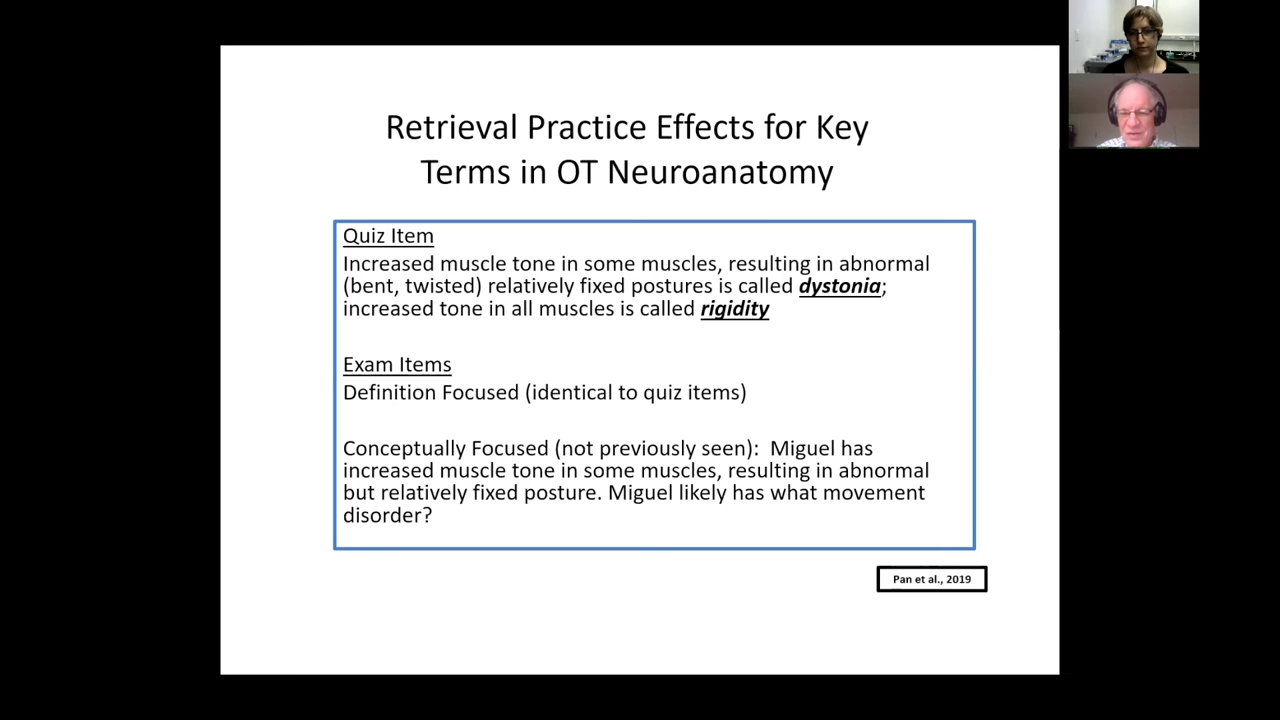 Retrieval Practice Effects for Key
Terms in OT Neuroanatomy
Quiz Item
Increased muscle tone in some muscles, resulting in abnormal
(bent, twisted) relatively fixed postures is called dystonia;
increased tone in all muscles is called rigidity
Exam Items
Definition Focused (identical to quiz items)
Conceptually Focused (not previously seen):  Miguel has
increased muscle tone in some muscles, resulting in abnormal
but relatively fixed posture. Miguel likely has what movement
disorder?
Pan et al., 2019